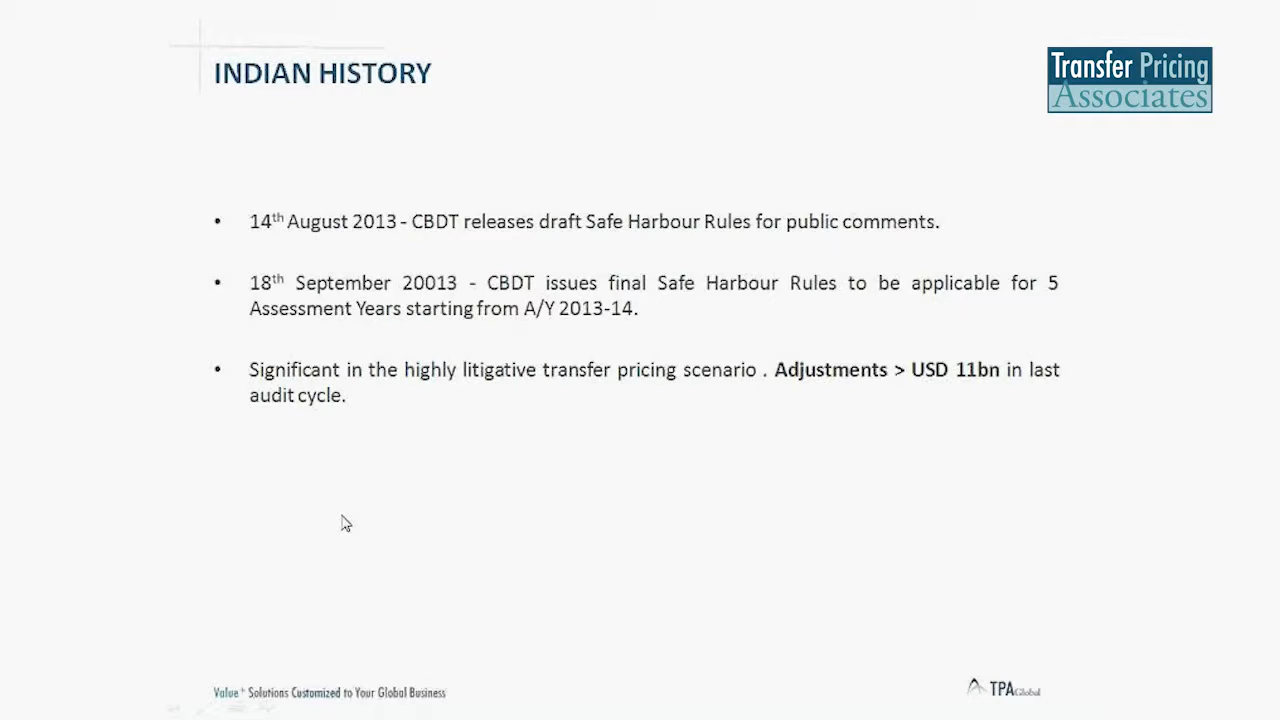 INDIAN HISTORY
Transfer Pricing
Associates
• 14th August 2013 - CBDT releases draft Safe Harbour Rules for public comments.
• 18th September 20013 - CBDT issues final Safe Harbour Rules to be applicable for 5
Assessment Years starting from A/Y 2013-14.
• Significant in the highly litigative transfer pricing scenario . Adjustments > USD 11bn in last
audit cycle.
Value+ Solutions Customized to Your Global Business
TPA Global